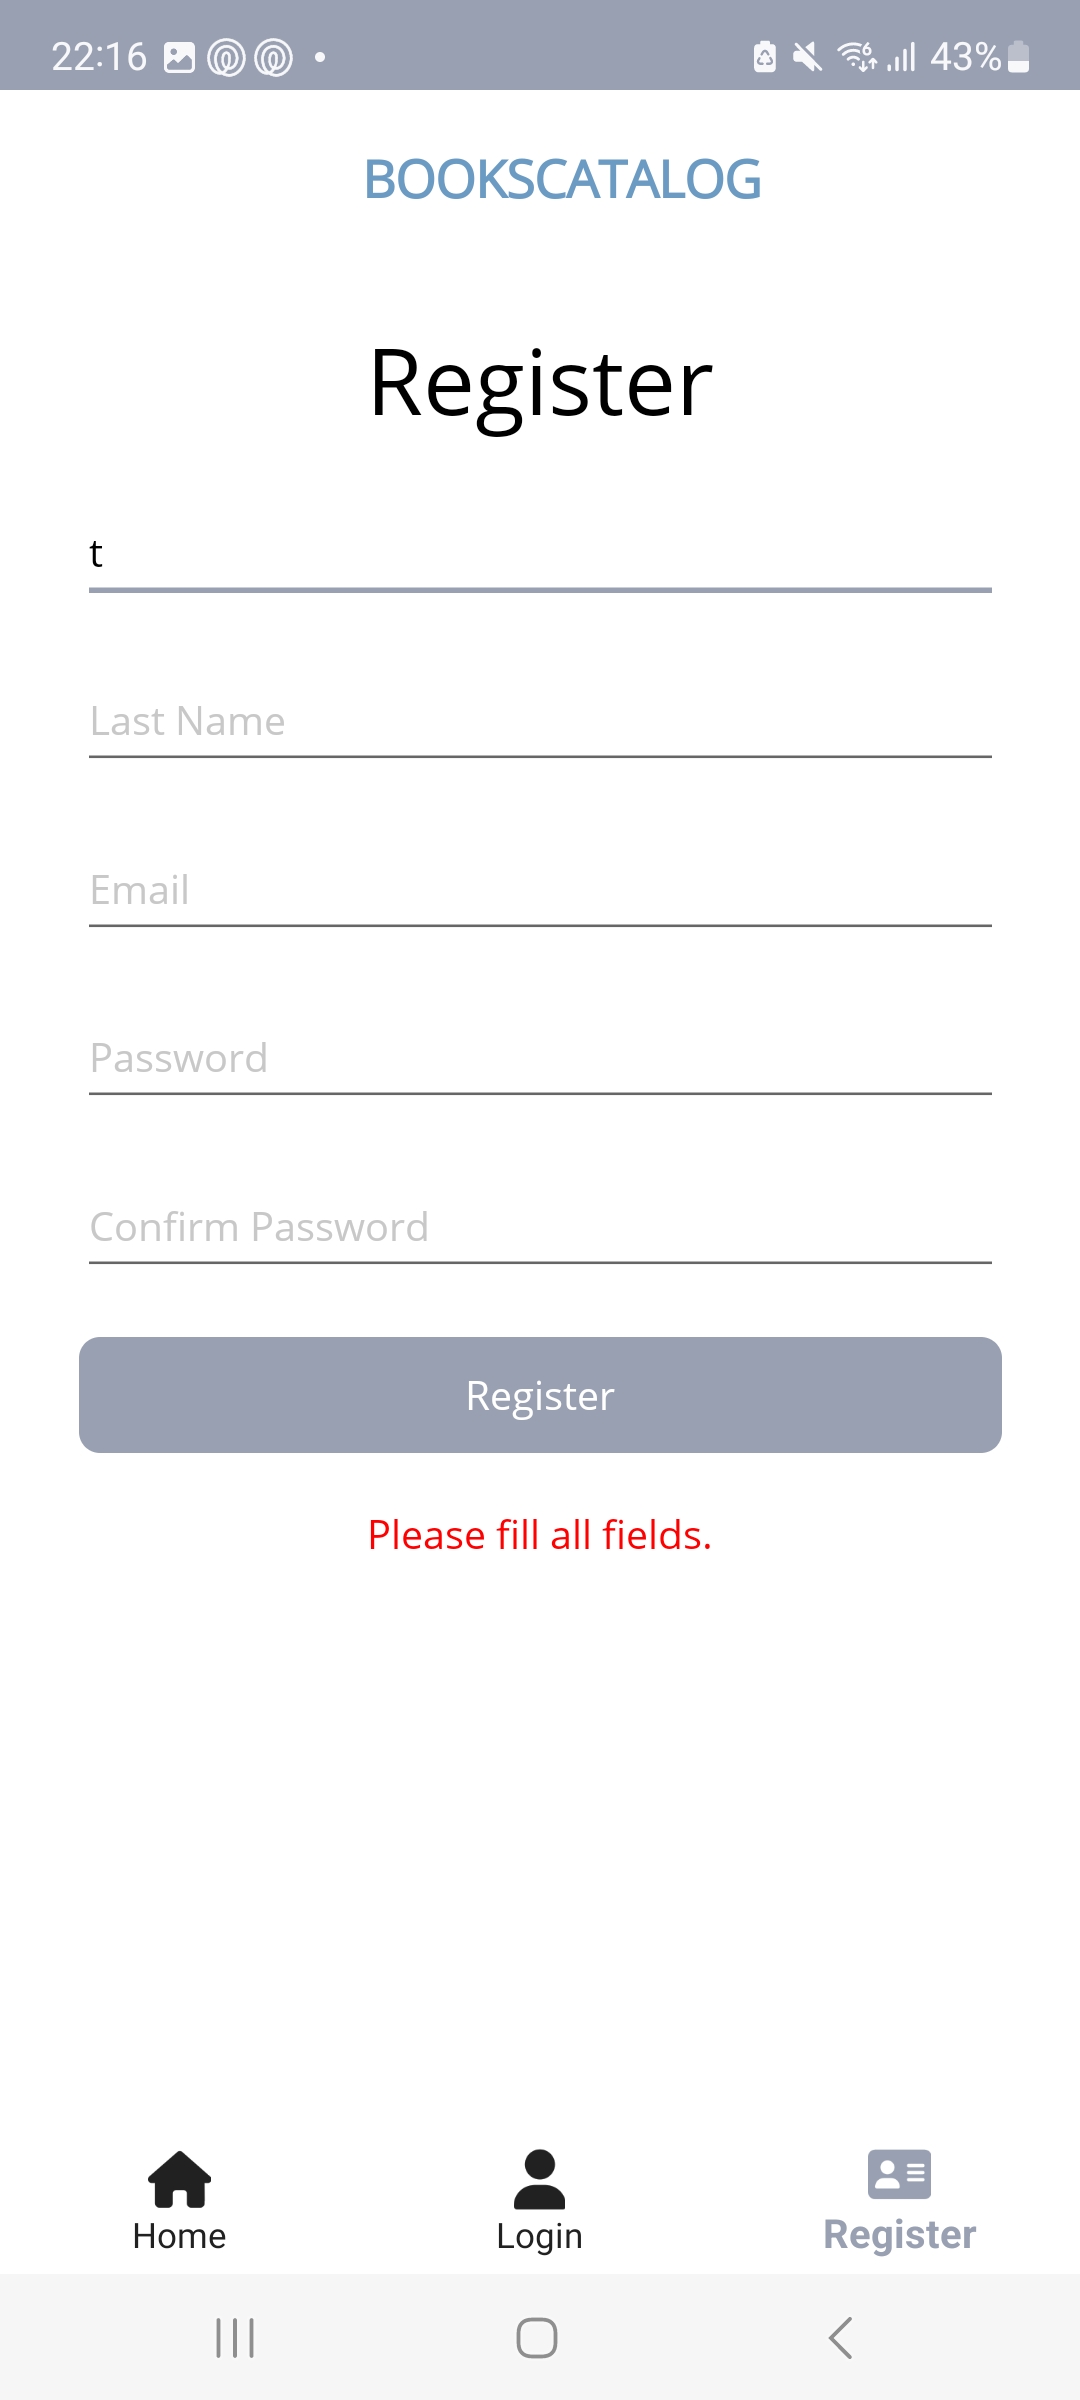 22:16 43%
BOOKSCATALOG
Register
t
Last Name
Email
Password
Confirm Password
Register
Please fill all fields.
Home Login Register